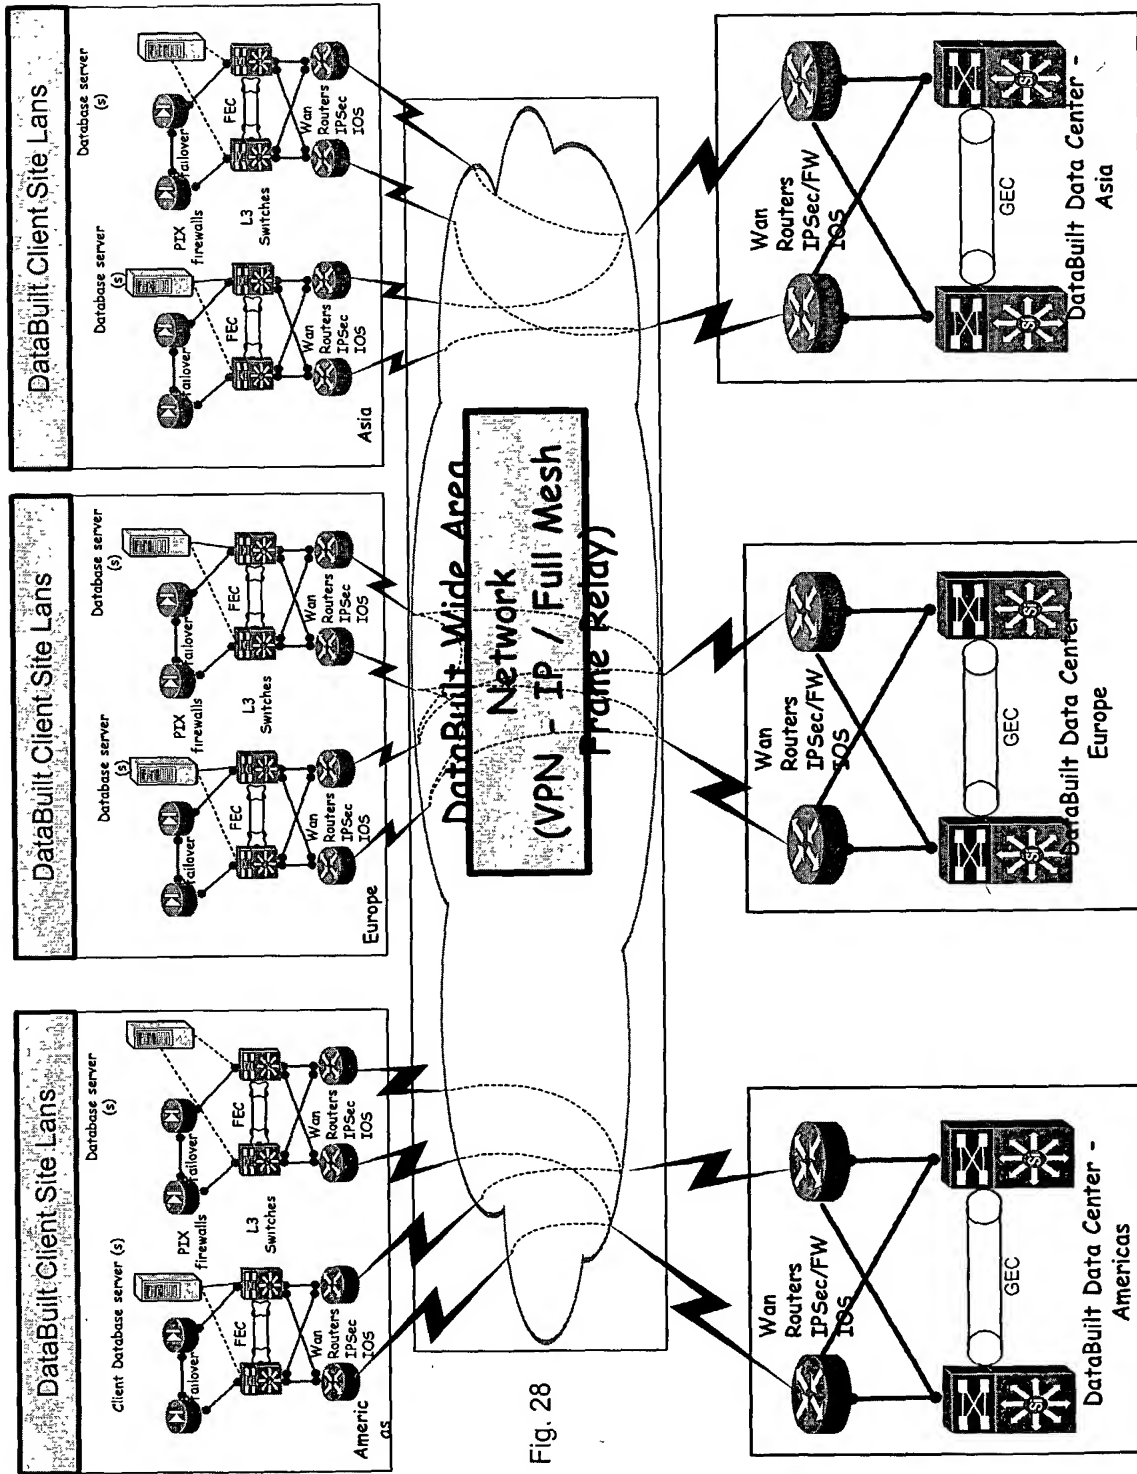 DataBuilt Client Site Lans
Client Database server (s)
Database server
(s)
PIX
firewalls
failover
failover
FEC
L3
Switches
FEC
Wan
Routers
IPSec
IOS
Wan
Routers
IPSec
IOS
Americ
as
DataBuilt Client Site Lans
Database server
(s)
Database server
(s)
PIX
firewalls
failover
failover
FEC
L3
Switches
FEC
Wan
Routers
IPSec
IOS
Wan
Routers
IPSec
IOS
Europe
DataBuilt Client Site Lans
Database server
(s)
Database server
(s)
PIX
firewalls
failover
failover
FEC
L3
Switches
FEC
Wan
Routers
IPSec
IOS
Wan
Routers
IPSec
IOS
Asia
DataBuilt Wide Area
Network
(VPN - IP / Full Mesh
Frame Relay)
Wan
Routers
IPSec/FW
IOS
GEC
Si
Si
DataBuilt Data Center -
Americas
Wan
Routers
IPSec/FW
IOS
GEC
Si
Si
DataBuilt Data Center
Europe
Wan
Routers
IPSec/FW
IOS
GEC
Si
Si
DataBuilt Data Center -
Asia
Fig. 28